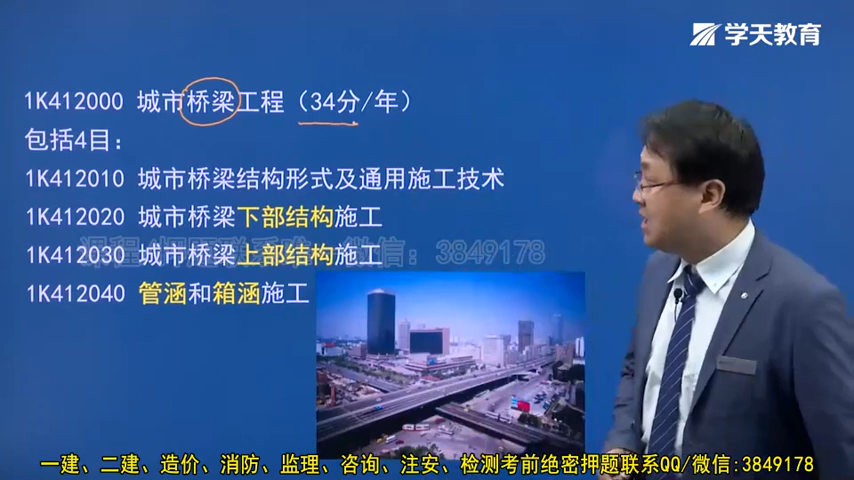 学天教育
1K412000 城市桥梁工程（34分/年）
包括4目：
1K412010 城市桥梁结构形式及通用施工技术
1K412020 城市桥梁下部结构施工
1K412030 城市桥梁上部结构施工
微信：3849178
1K412040 管涵和箱涵施工
一建、二建、造价、消防、监理、咨询、注安、检测考前绝密押题联系QQ/微信:3849178